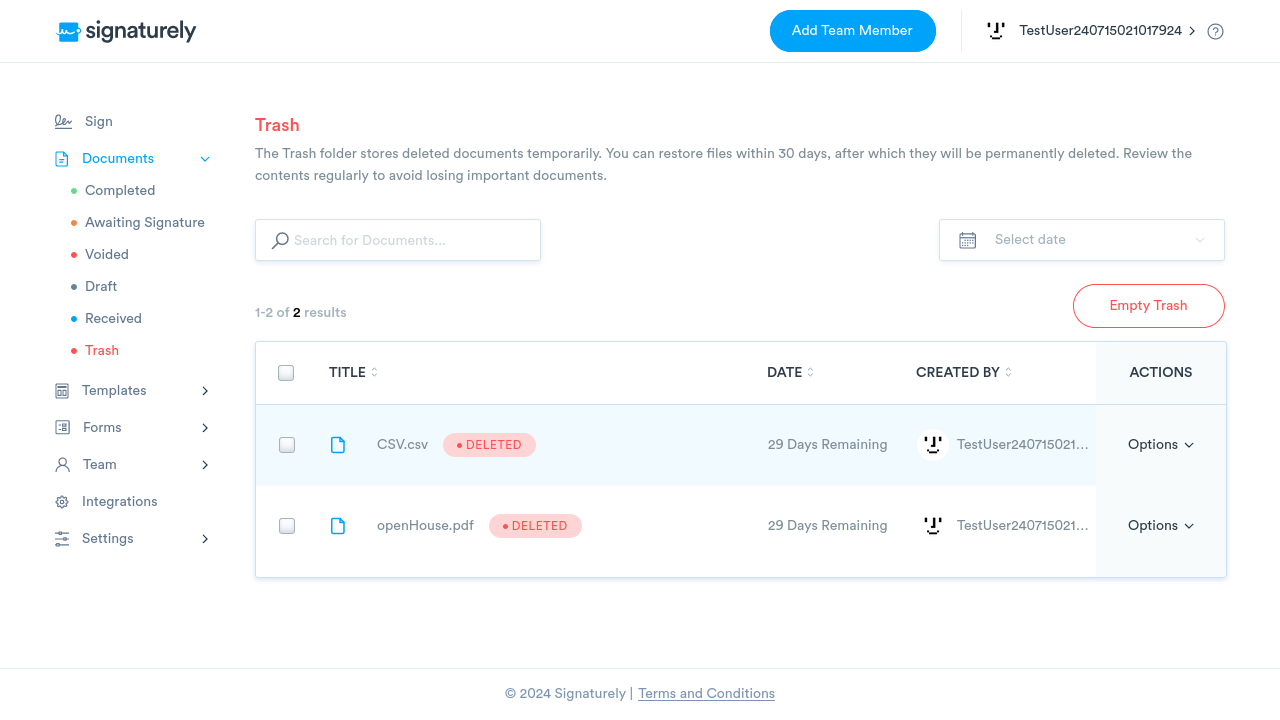 signaturely
Add Team Member
TestUser240715021017924
Sign
Documents
Completed
Awaiting Signature
Voided
Draft
Received
Trash
Templates
Forms
Team
Integrations
Settings
Trash
The Trash folder stores deleted documents temporarily. You can restore files within 30 days, after which they will be permanently deleted. Review the
contents regularly to avoid losing important documents.
Search for Documents...
Select date
1-2 of 2 results
Empty Trash
TITLE DATE CREATED BY ACTIONS
CSV.csv DELETED 29 Days Remaining TestUser240715021... Options
openHouse.pdf DELETED 29 Days Remaining TestUser240715021... Options
© 2024 Signaturely | Terms and Conditions